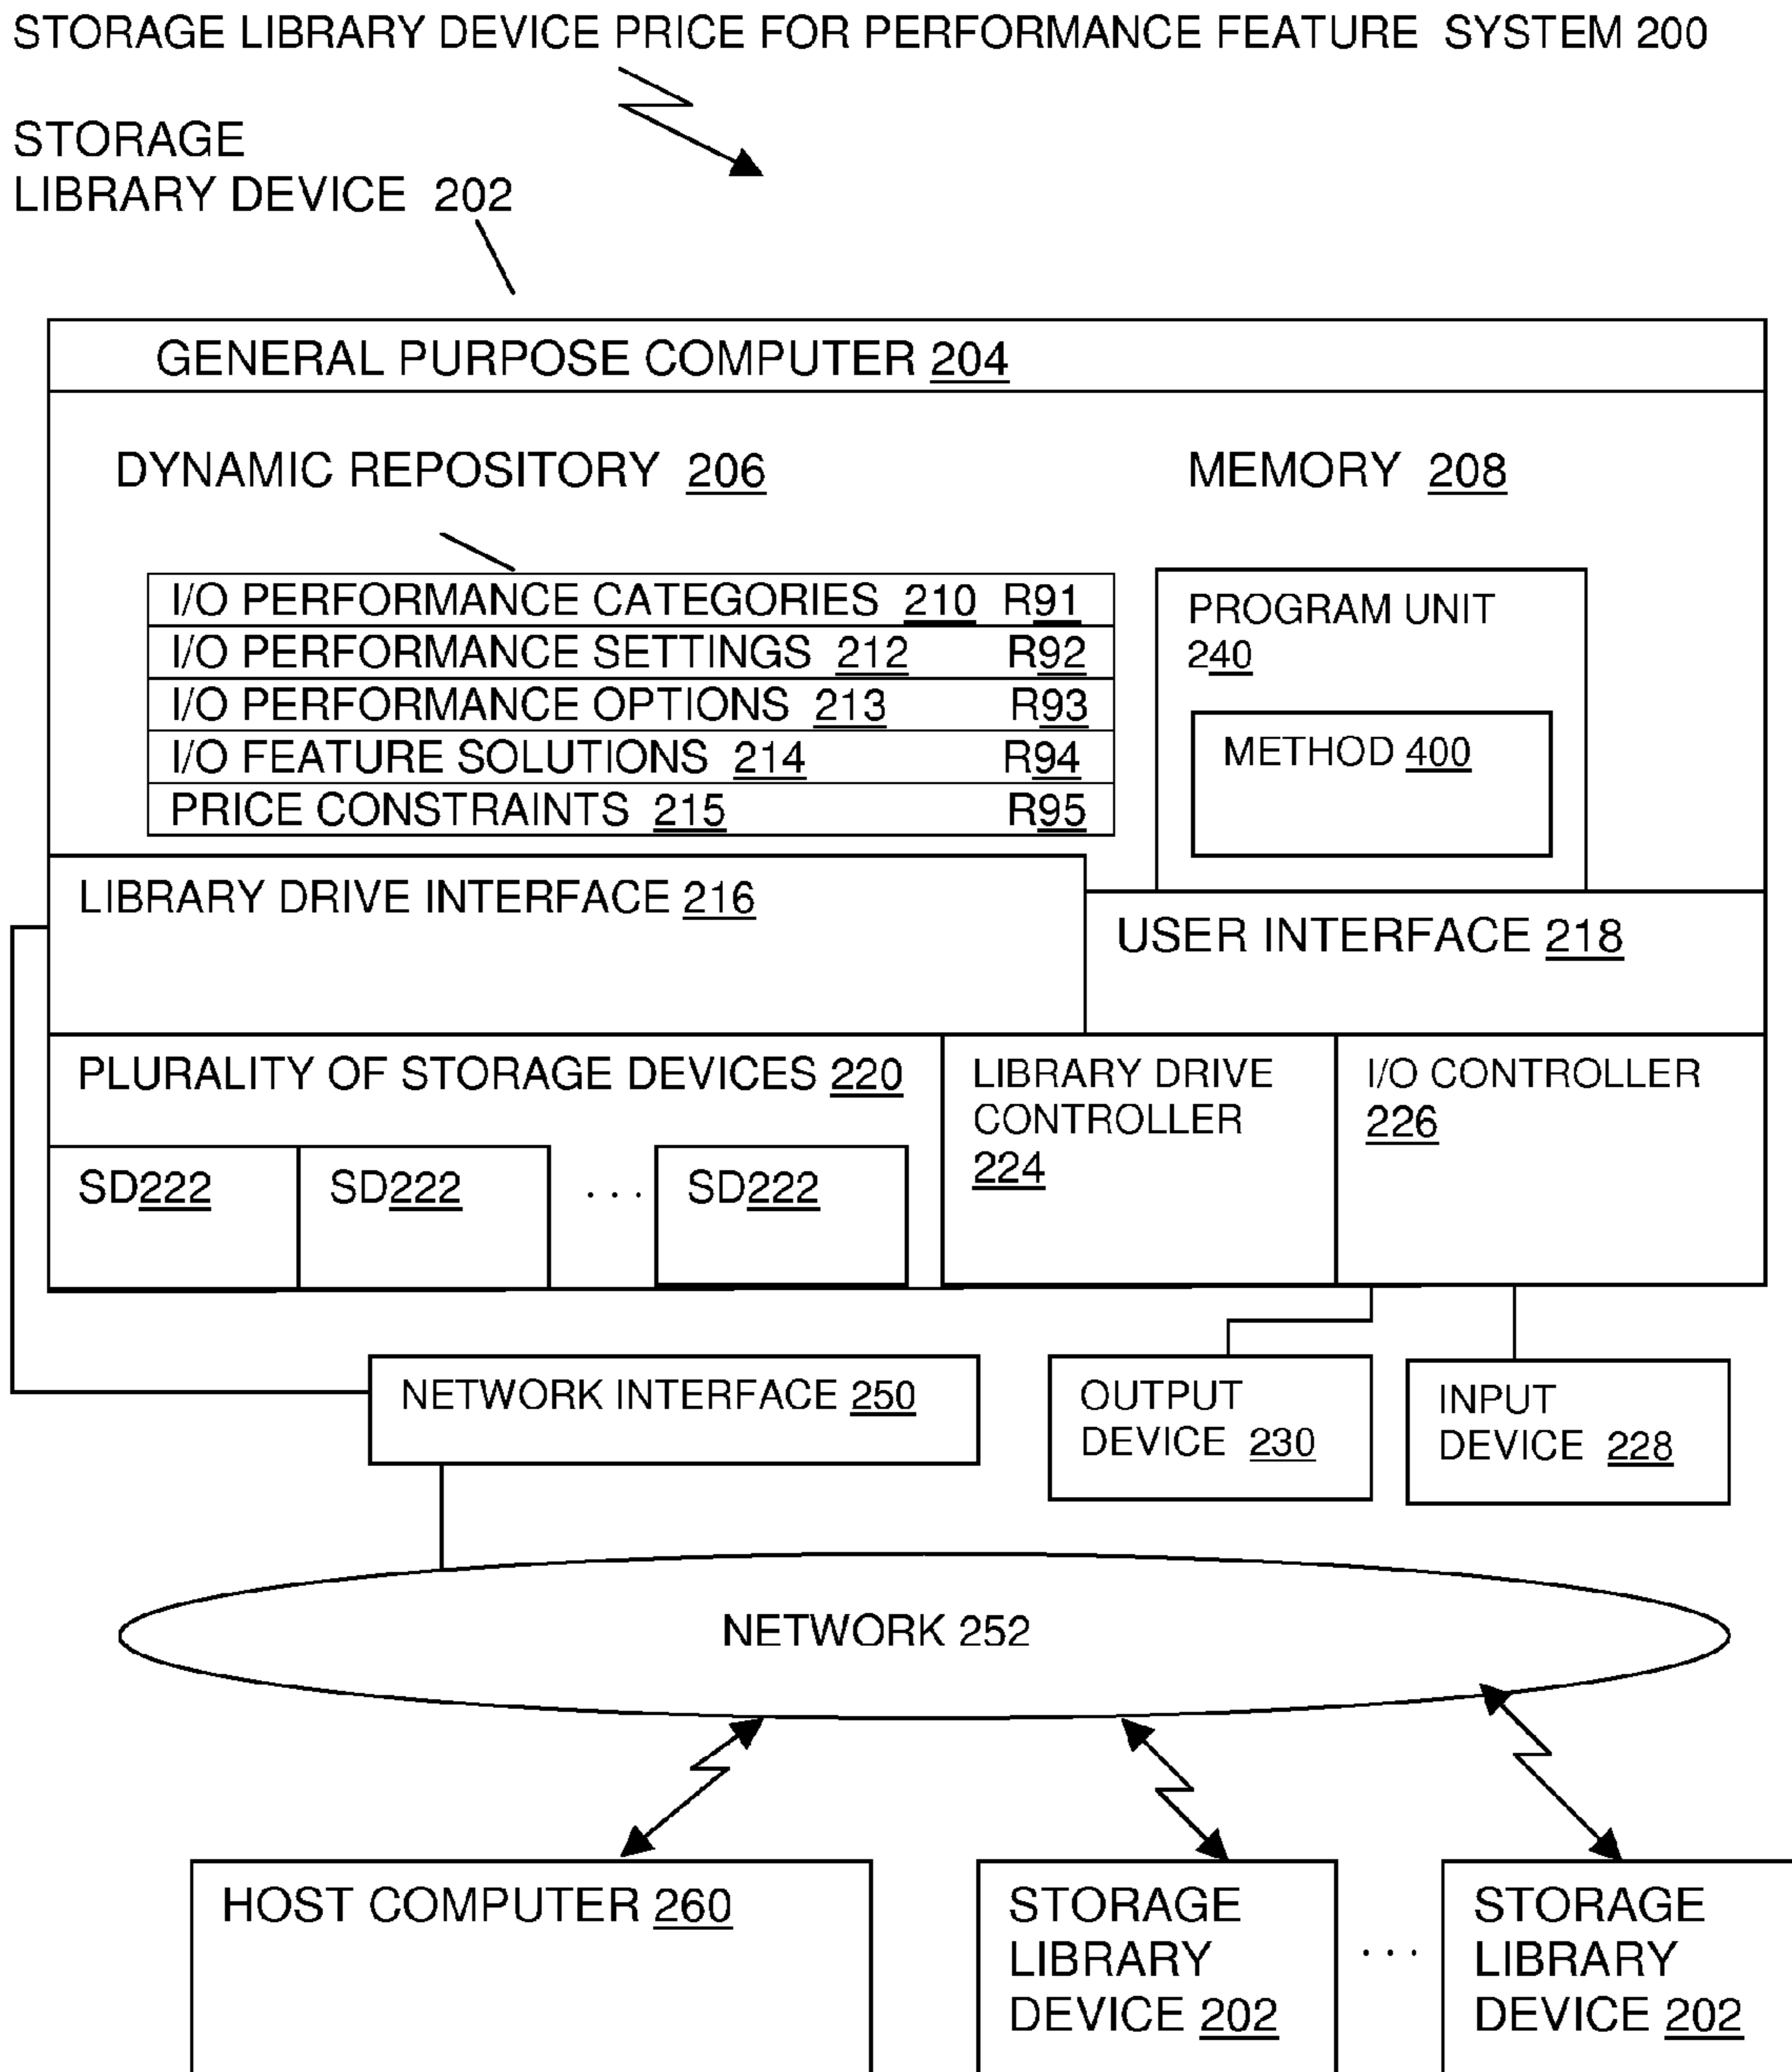 STORAGE LIBRARY DEVICE PRICE FOR PERFORMANCE FEATURE SYSTEM 200
STORAGE
LIBRARY DEVICE 202
GENERAL PURPOSE COMPUTER 204
DYNAMIC REPOSITORY 206
MEMORY 208
I/O PERFORMANCE CATEGORIES 210 R91
I/O PERFORMANCE SETTINGS 212 R92
I/O PERFORMANCE OPTIONS 213 R93
I/O FEATURE SOLUTIONS 214 R94
PRICE CONSTRAINTS 215 R95
PROGRAM UNIT
240
METHOD 400
LIBRARY DRIVE INTERFACE 216
USER INTERFACE 218
PLURALITY OF STORAGE DEVICES 220
SD222
SD222
. . .
SD222
LIBRARY DRIVE
CONTROLLER
224
I/O CONTROLLER
226
NETWORK INTERFACE 250
OUTPUT
DEVICE 230
INPUT
DEVICE 228
NETWORK 252
HOST COMPUTER 260
STORAGE
LIBRARY
DEVICE 202
. . .
STORAGE
LIBRARY
DEVICE 202